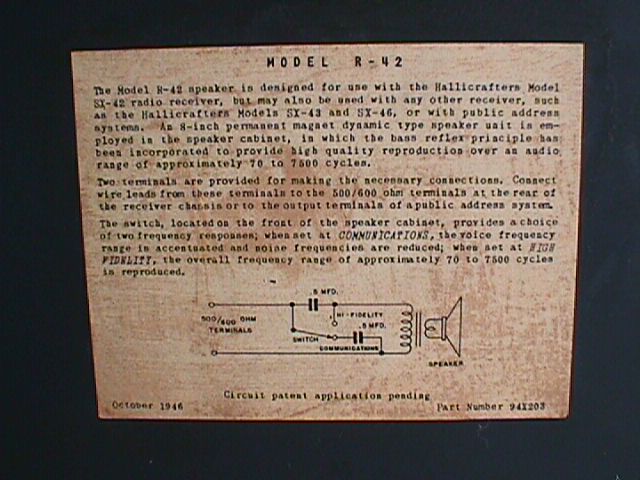 MODEL R-42
The Model R-42 speaker is designed for use with the Hallicrafters Model
SX-42 radio receiver, but may also be used with any other receiver, such
as the Hallicrafters Models SX-43 and SX-46, or with public address
systems. An 8-inch permanent magnet dynamic type speaker unit is em-
ployed in the speaker cabinet, in which the bass reflex principle has
been incorporated to provide high quality reproduction over an audio
range of approximately 70 to 7500 cycles.
Two terminals are provided for making the necessary connections. Connect
wire leads from these terminals to the 500/600 ohm terminals at the rear of
the receiver chassis or to the output terminals of a public address system.
The switch, located on the front of the speaker cabinet, provides a choice
of two frequency responses; when set at COMMUNICATIONS, the voice frequency
range is accentuated and noise frequencies are reduced; when set at HIGH
FIDELITY, the overall frequency range of approximately 70 to 7500 cycles
is reproduced.
.5 MFD.
500/600 OHM
TERMINALS
HI-FIDELITY
.5 MFD.
SWITCH
COMMUNICATIONS
SPEAKER
Circuit patent application pending
October 1946
Part Number 94X203